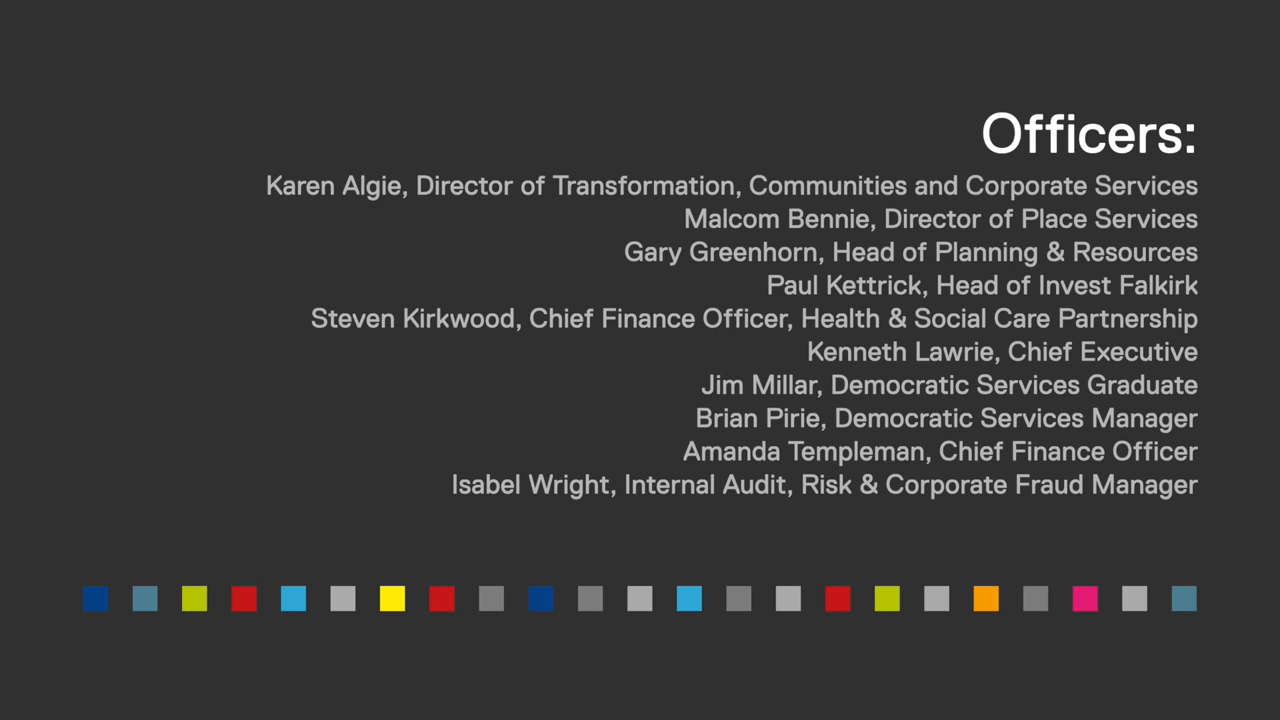 Officers:
Karen Algie, Director of Transformation, Communities and Corporate Services
Malcom Bennie, Director of Place Services
Gary Greenhorn, Head of Planning & Resources
Paul Kettrick, Head of Invest Falkirk
Steven Kirkwood, Chief Finance Officer, Health & Social Care Partnership
Kenneth Lawrie, Chief Executive
Jim Millar, Democratic Services Graduate
Brian Pirie, Democratic Services Manager
Amanda Templeman, Chief Finance Officer
Isabel Wright, Internal Audit, Risk & Corporate Fraud Manager